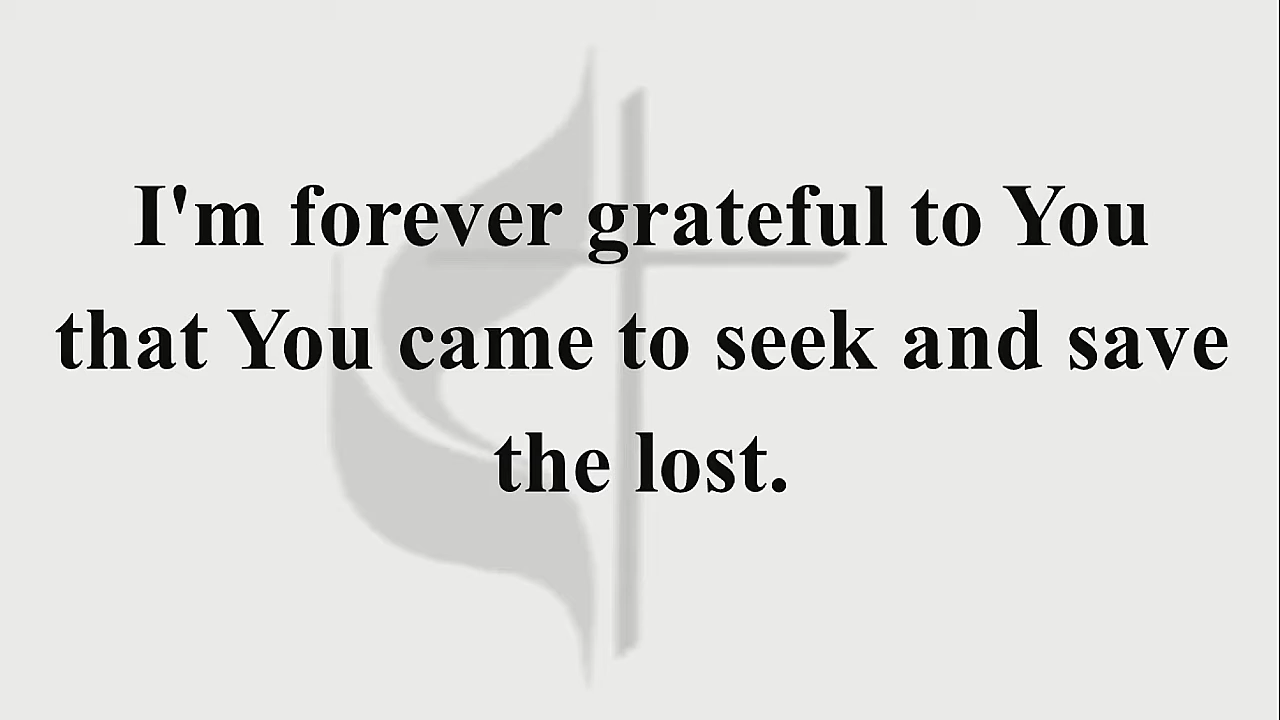 I'm forever grateful to You
that You came to seek and save
the lost.